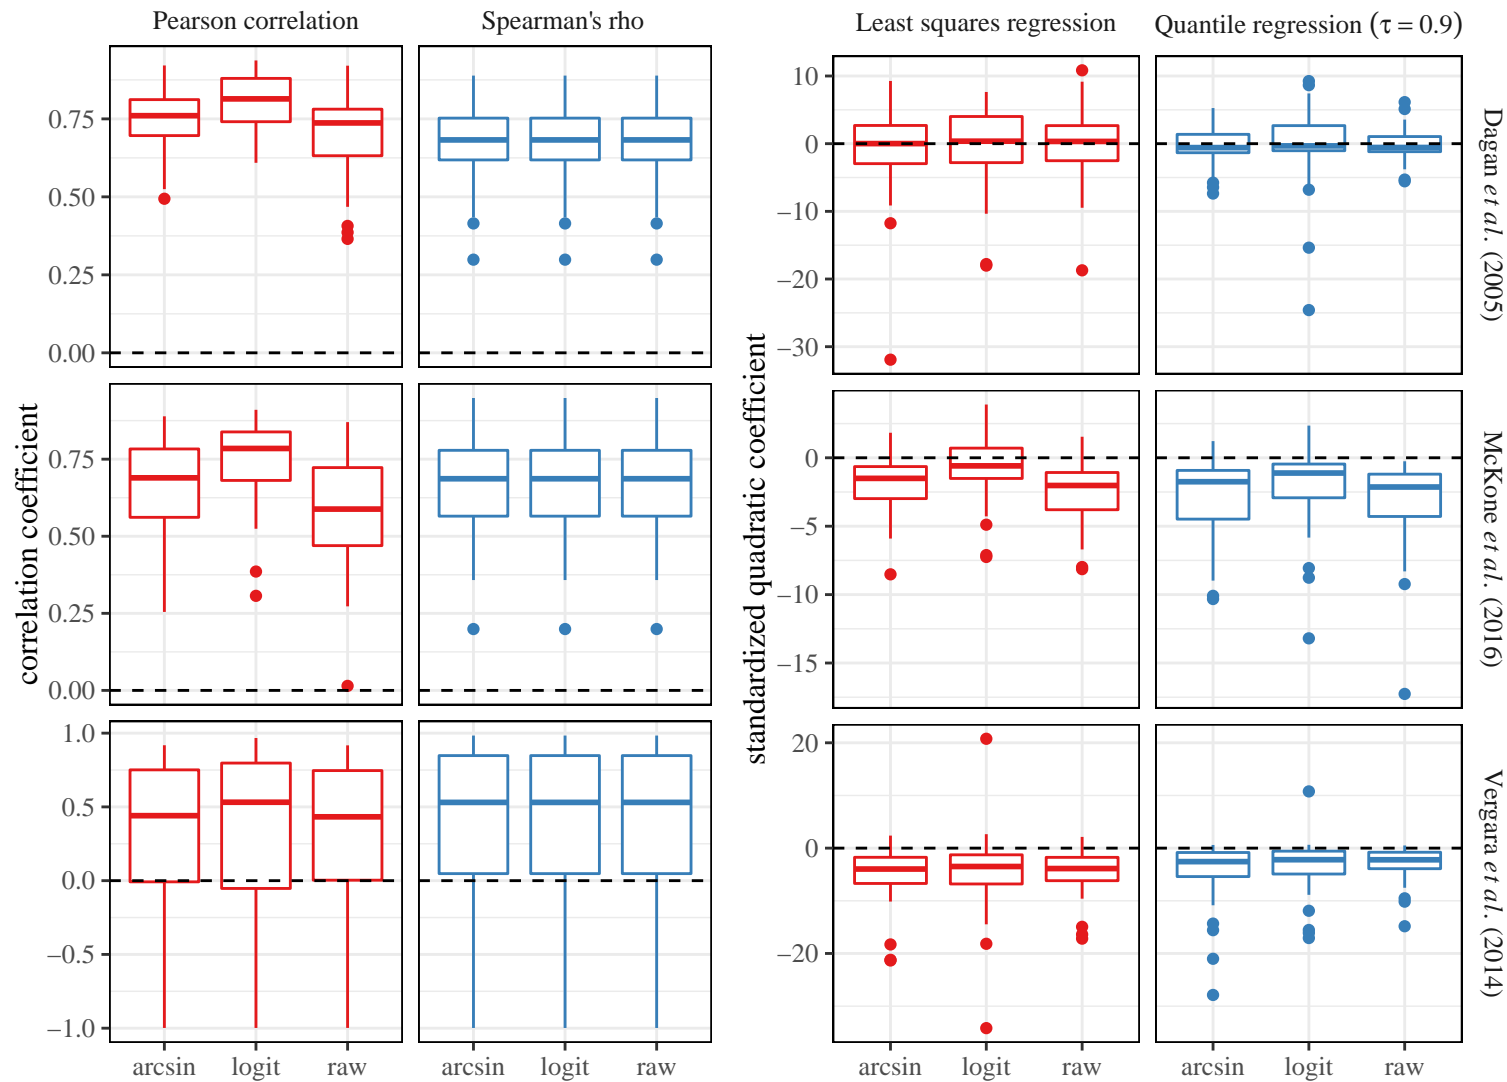 Pearson correlation
Spearman's rho
Least squares regression
Quantile regression (τ = 0.9)
correlation coefficient
0.75
0.50
0.25
0.00
0.75
0.50
0.25
0.00
1.0
0.5
0.0
−0.5
−1.0
arcsin logit raw
arcsin logit raw
standardized quadratic coefficient
10
0
−10
−20
−30
0
−5
−10
−15
20
0
−20
arcsin logit raw
arcsin logit raw
Dagan et al. (2005)
McKone et al. (2016)
Vergara et al. (2014)